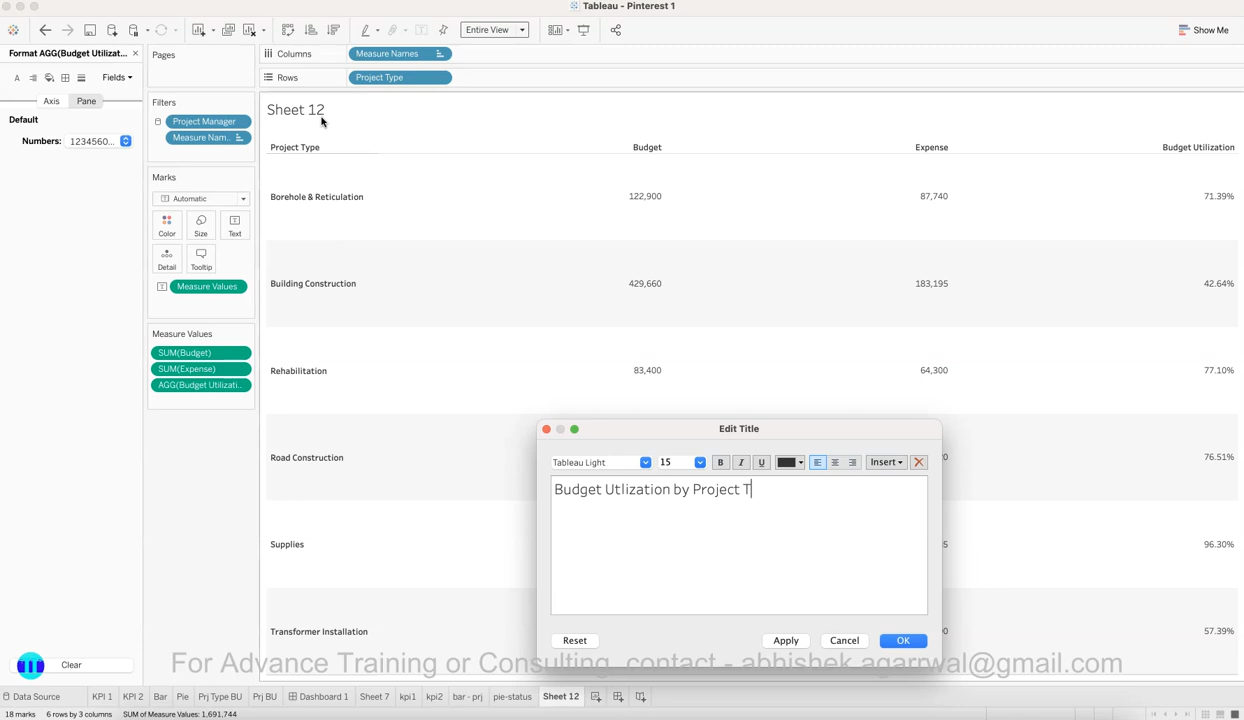 Tableau - Pinterest 1
Entire View
Show Me
Format AGG(Budget Utilizat... ×
Fields
Axis
Pane
Default
Numbers: 1234560...
Clear
Pages
Filters
Project Manager
Measure Nam..
Marks
Automatic
Color
Size
Text
Detail
Tooltip
Measure Values
Measure Values
SUM(Budget)
SUM(Expense)
AGG(Budget Utilizati..
Columns
Measure Names
Rows
Project Type
Sheet 12
Project Type Budget Expense Budget Utilization
Borehole & Reticulation 122,900 87,740 71.39%
Building Construction 429,660 183,195 42.64%
Rehabilitation 83,400 64,300 77.10%
Road Construction 76.51%
Supplies 96.30%
Transformer Installation 57.39%
Edit Title
Tableau Light
15
B
I
U
Insert
Budget Utlization by Project T
Reset
Apply
Cancel
OK
For Advance Training or Consulting, contact - abhishek.agarrwal@gmail.com
Data Source
KPI 1
KPI 2
Bar
Pie
Prj Type BU
Prj BU
Dashboard 1
Sheet 7
kpi1
kpi2
bar - prj
pie-status
Sheet 12
18 marks
6 rows by 3 columns
SUM of Measure Values: 1,691,744